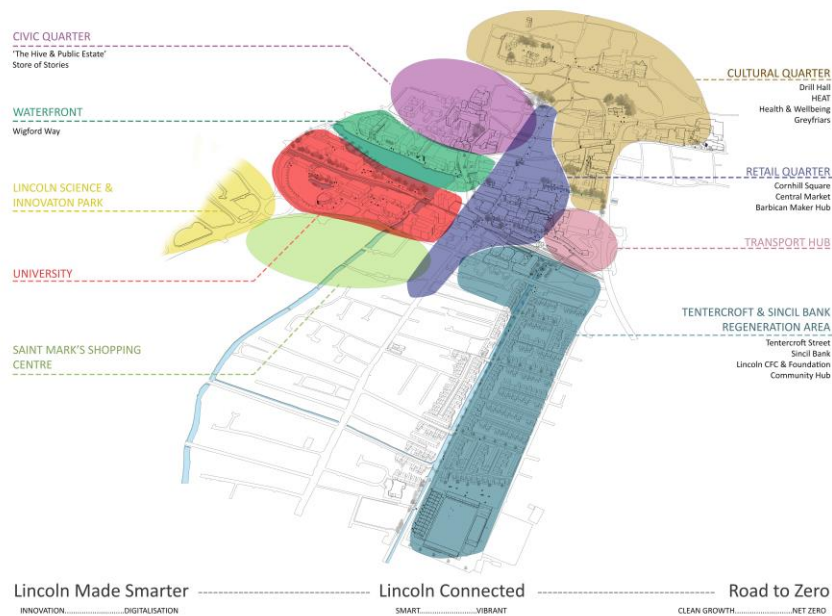 CIVIC QUARTER
'The Hive & Public Estate'
Store of Stories
WATERFRONT
Wigford Way
LINCOLN SCIENCE &
INNOVATON PARK
UNIVERSITY
SAINT MARK'S SHOPPING
CENTRE
CULTURAL QUARTER
Drill Hall
HEAT
Health & Wellbeing
Greyfriars
RETAIL QUARTER
Cornhill Square
Central Market
Barbican Maker Hub
TRANSPORT HUB
TENTERCROFT & SINCIL BANK
REGENERATION AREA
Tentercroft Street
Sincil Bank
Lincoln CFC & Foundation
Community Hub
Lincoln Made Smarter Lincoln Connected Road to Zero
INNOVATION....................DIGITALISATION SMART....................VIBRANT CLEAN GROWTH....................NET ZERO